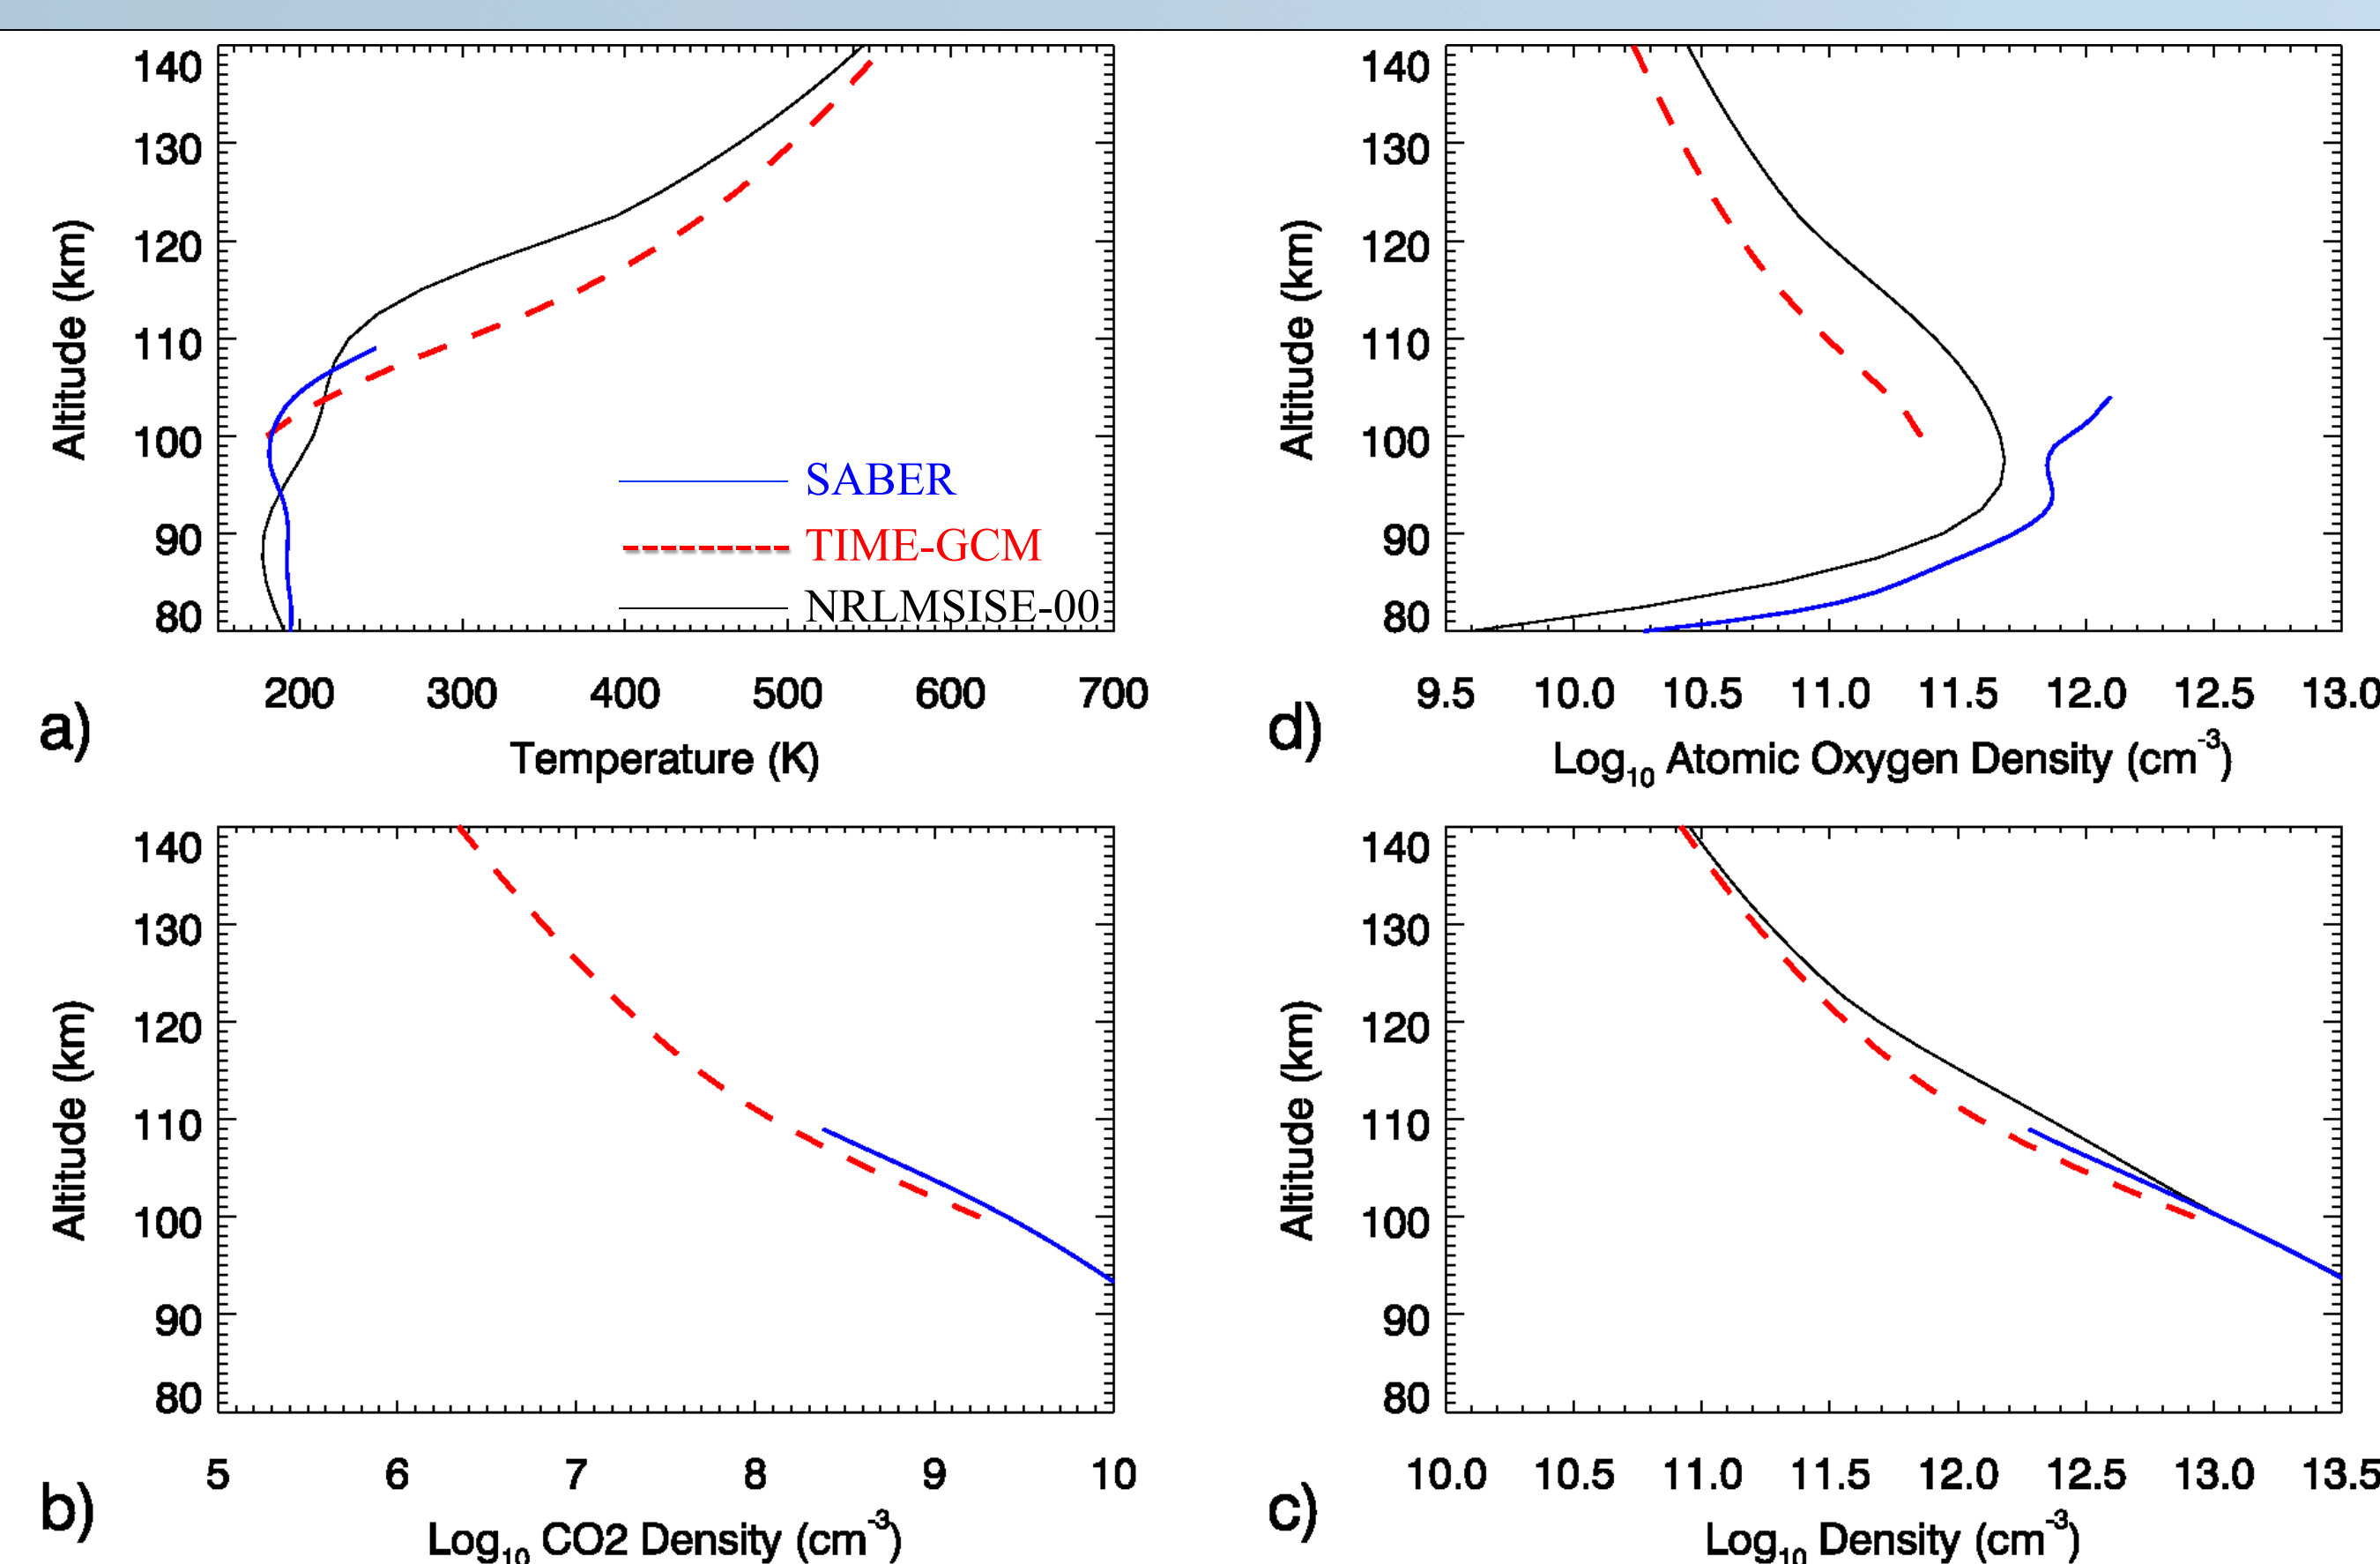 140
130
120
110
100
90
80
Altitude (km)
SABER
TIME-GCM
NRLMSISE-00
200 300 400 500 600 700
Temperature (K)
a)
140
130
120
110
100
90
80
Altitude (km)
9.5 10.0 10.5 11.0 11.5 12.0 12.5 13.0
Log10 Atomic Oxygen Density (cm-3)
d)
140
130
120
110
100
90
80
Altitude (km)
5 6 7 8 9 10
Log10 CO2 Density (cm-3)
b)
140
130
120
110
100
90
80
Altitude (km)
10.0 10.5 11.0 11.5 12.0 12.5 13.0 13.5
Log10 Density (cm-3)
c)